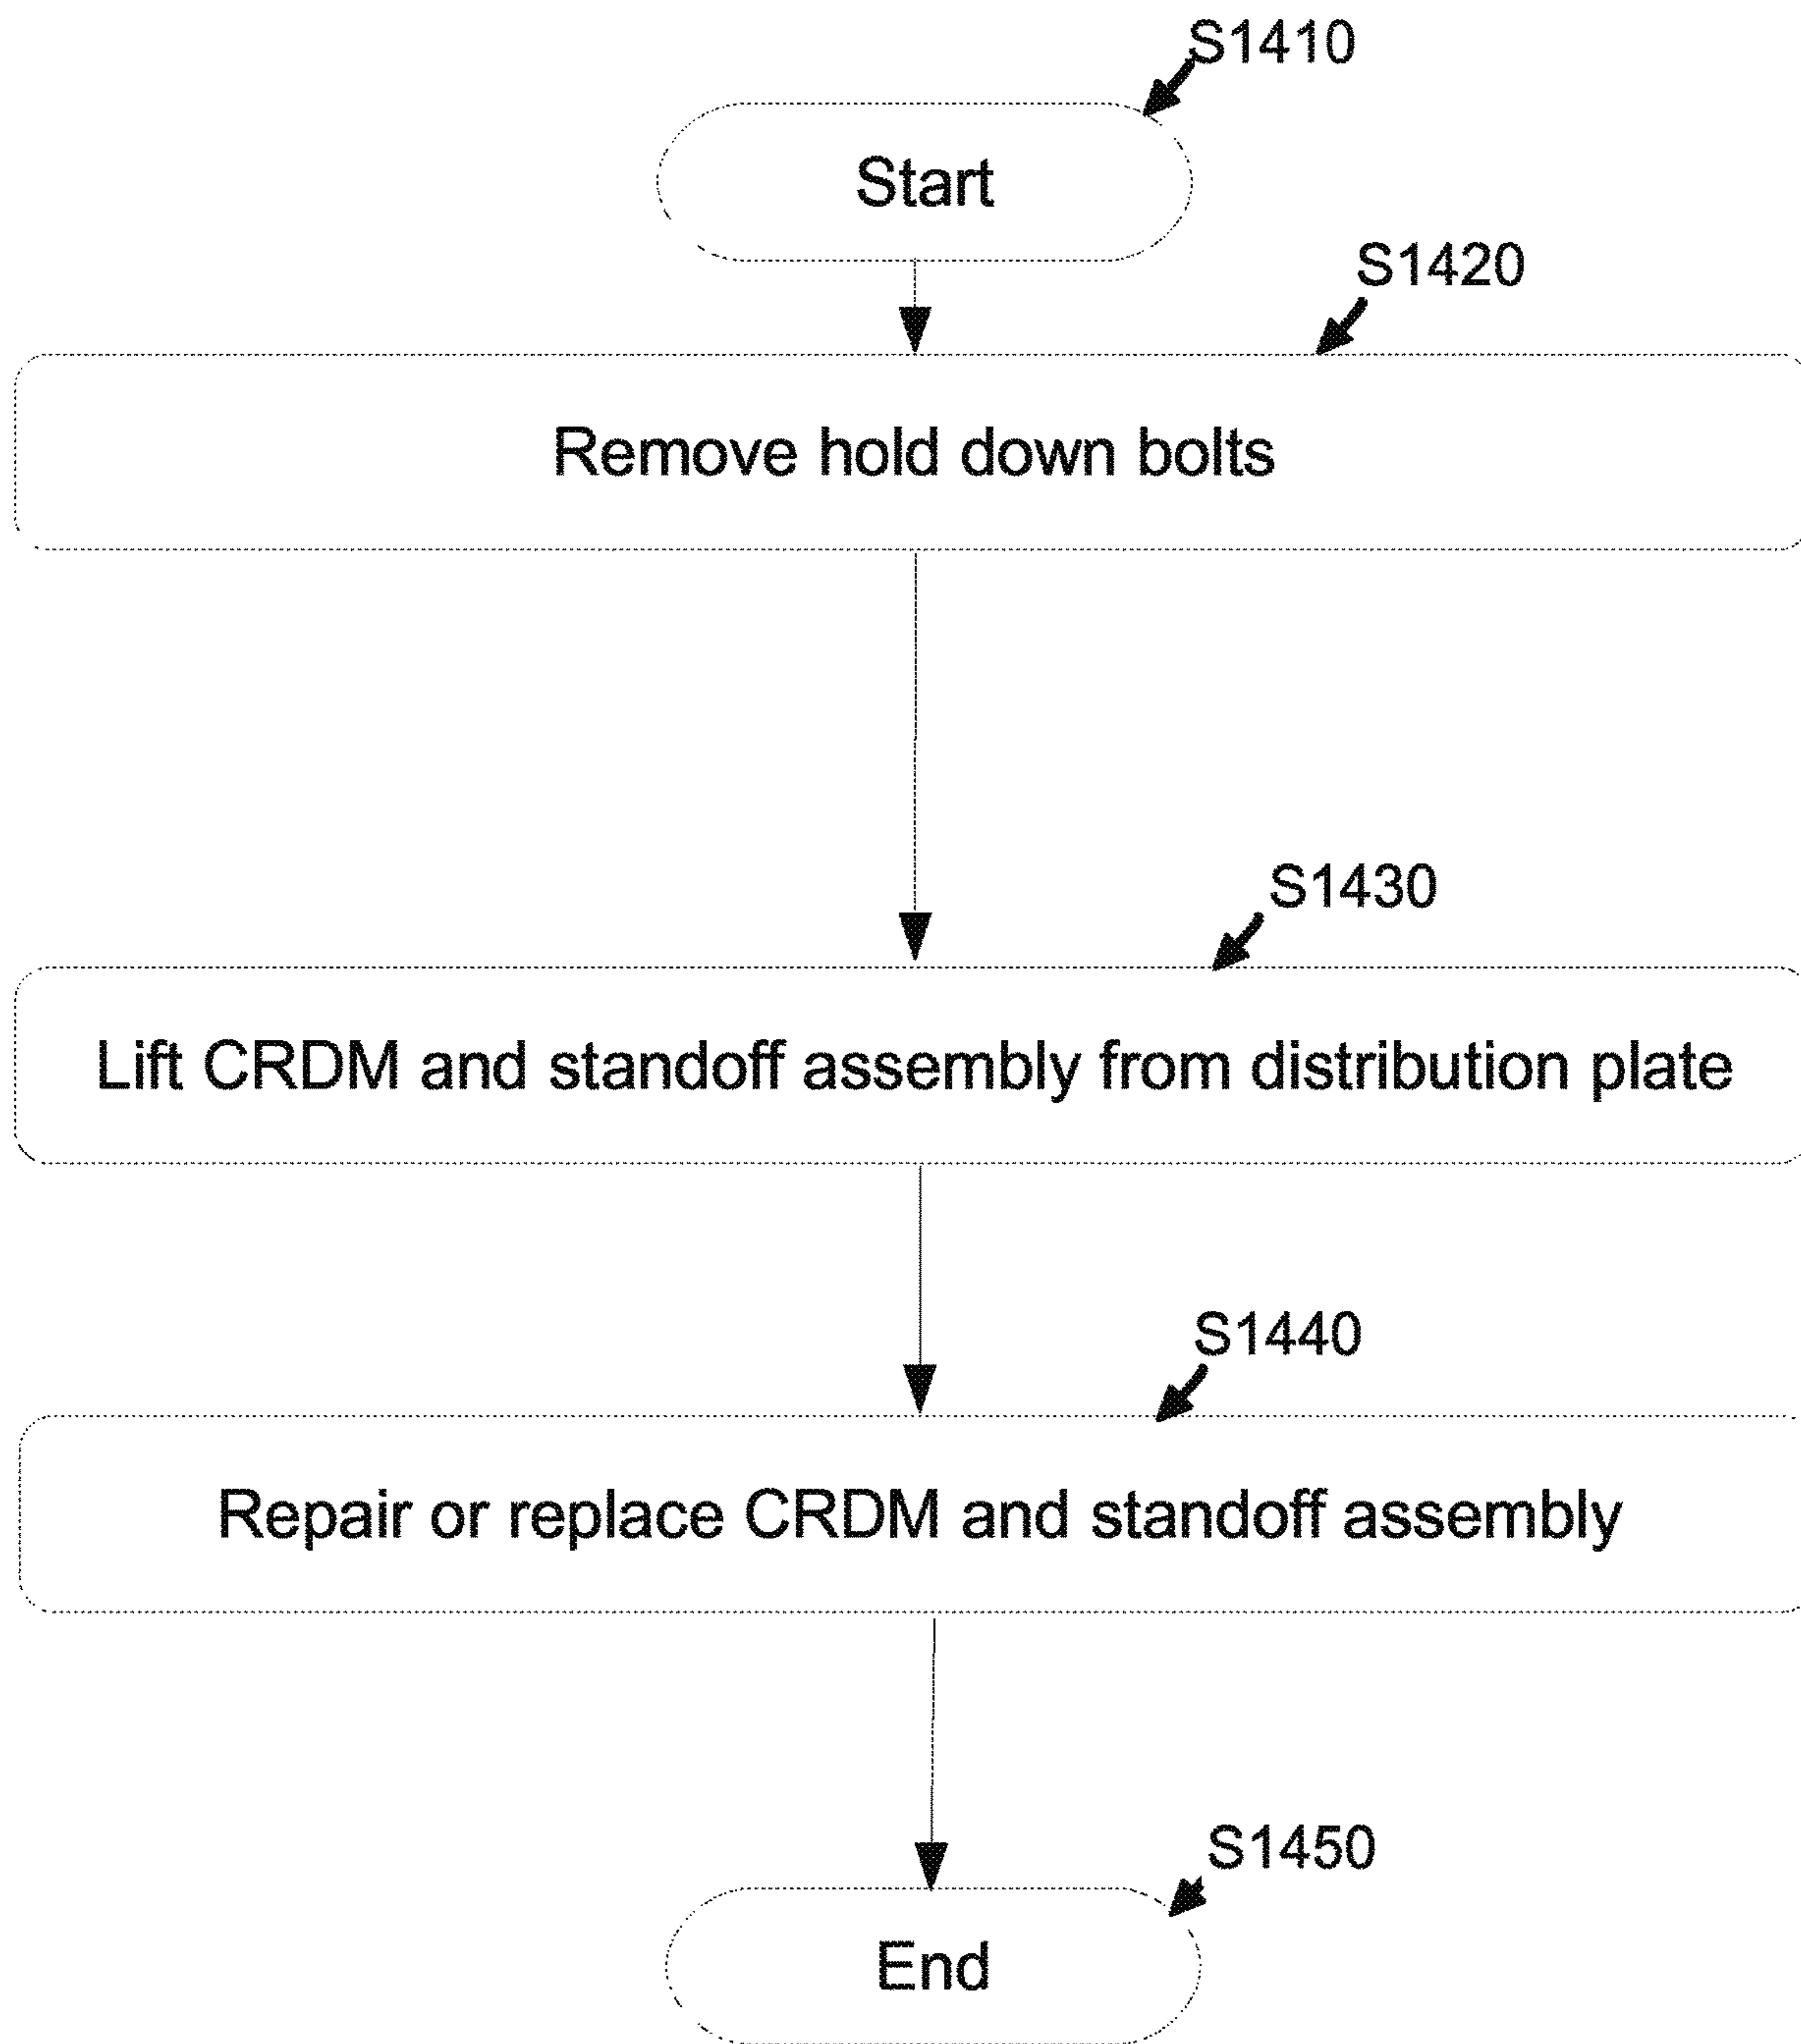 S1410
Start
S1420
Remove hold down bolts
S1430
Lift CRDM and standoff assembly from distribution plate
S1440
Repair or replace CRDM and standoff assembly
S1450
End